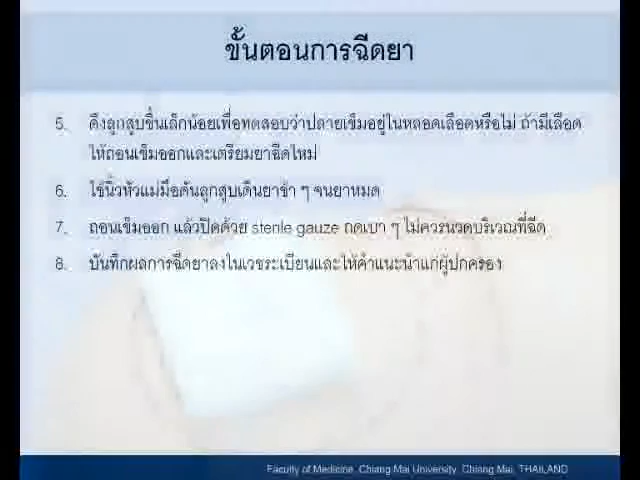 ขั้นตอนการฉีดยา
5. ดึงลูกสูบขึ้นเล็กน้อยเพื่อทดสอบว่าปลายเข็มอยู่ในหลอดเลือดหรือไม่ ถ้ามีเลือด
ให้ถอนเข็มออกและเตรียมยาฉีดใหม่
6. ใช้นิ้วหัวแม่มือดันลูกสูบเดินยาช้า ๆ จนยาหมด
7. ถอนเข็มออก แล้วปิดด้วย sterile gauze กดเบา ๆ ไม่ควรนวดบริเวณที่ฉีด
8. บันทึกผลการฉีดยาลงในเวชระเบียนและให้คำแนะนำแก่ผู้ปกครอง
Faculty of Medicine, Chiang Mai University, Chiang Mai, THAILAND